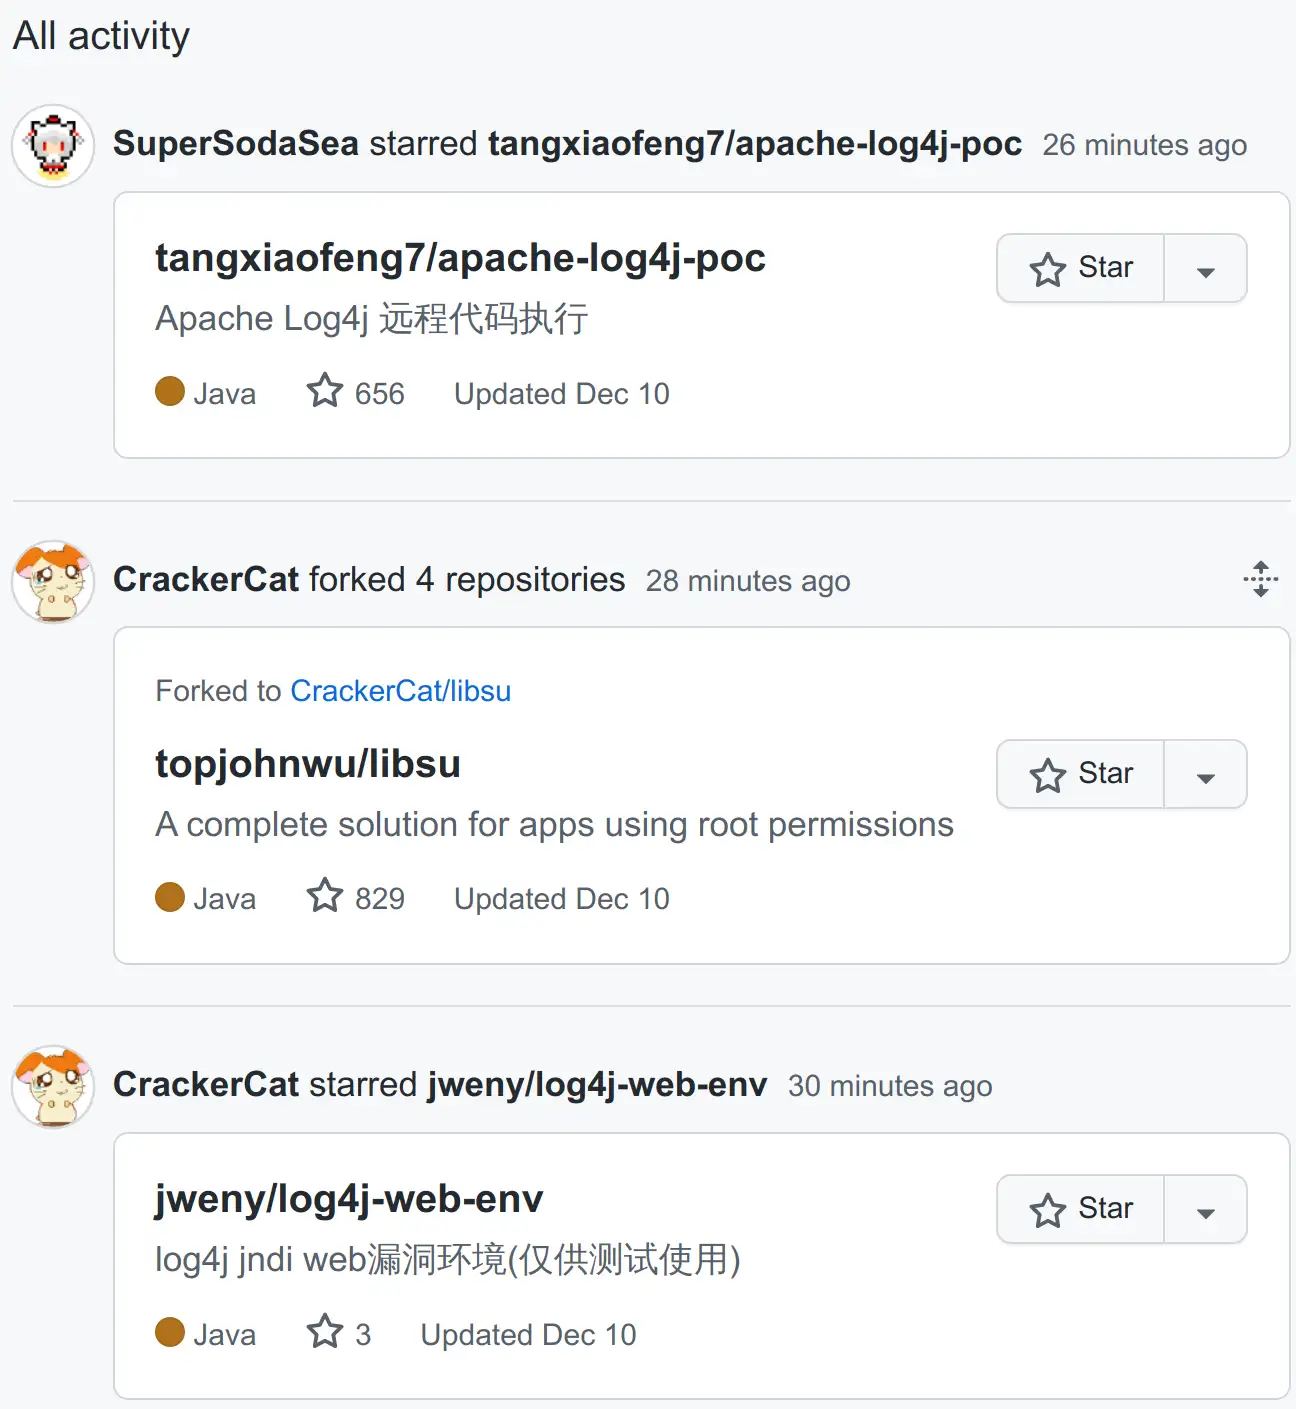 All activity
SuperSodaSea starred tangxiaofeng7/apache-log4j-poc 26 minutes ago
tangxiaofeng7/apache-log4j-poc
Star
Apache Log4j 远程代码执行
Java 656 Updated Dec 10
CrackerCat forked 4 repositories 28 minutes ago
Forked to CrackerCat/libsu
topjohnwu/libsu
Star
A complete solution for apps using root permissions
Java 829 Updated Dec 10
CrackerCat starred jweny/log4j-web-env 30 minutes ago
jweny/log4j-web-env
Star
log4j jndi web漏洞环境(仅供测试使用)
Java 3 Updated Dec 10